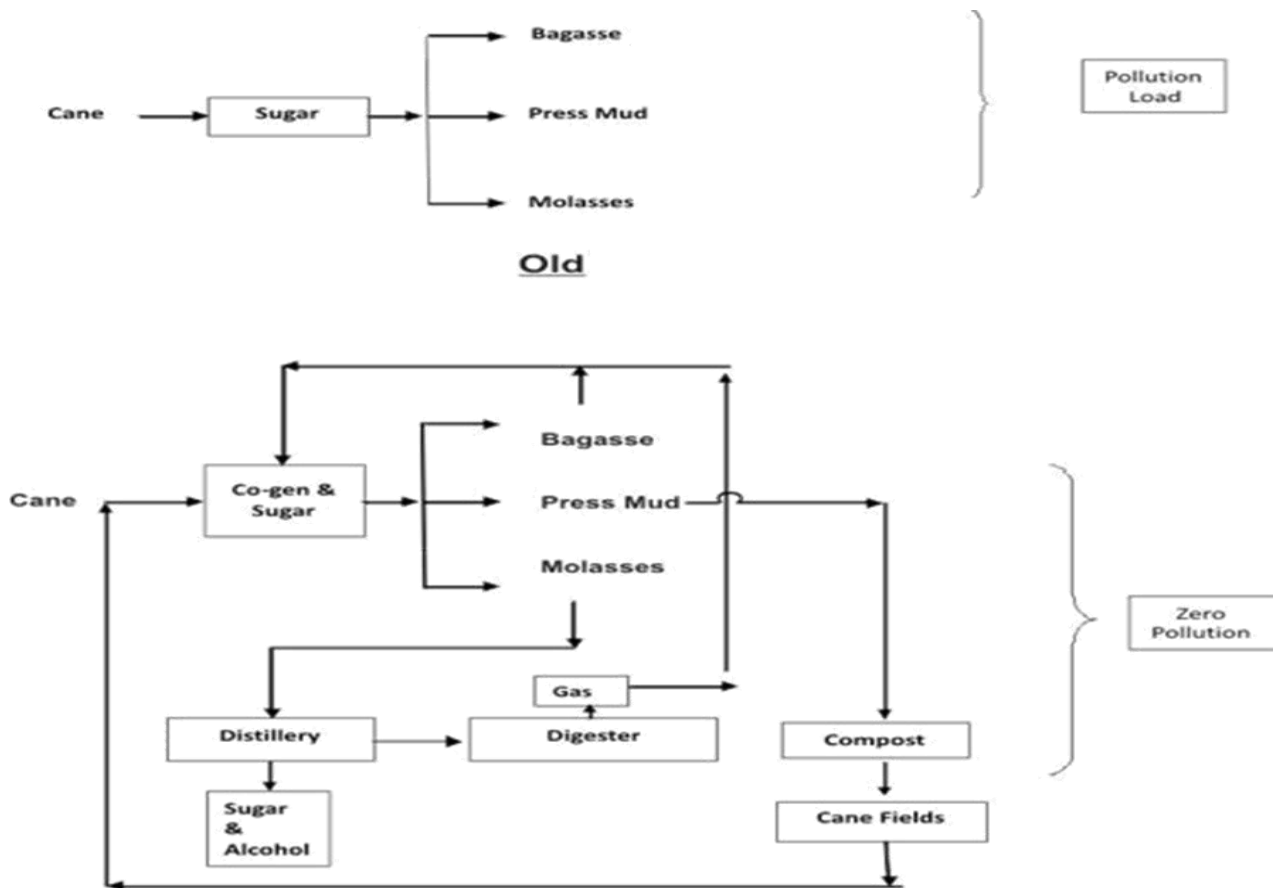 Bagasse
Pollution
Load
Cane
Sugar
Press Mud
Molasses
Old
Bagasse
Cane
Co-gen &
Sugar
Press Mud
Molasses
Zero
Pollution
Gas
Distillery
Digester
Compost
Sugar
&
Alcohol
Cane Fields